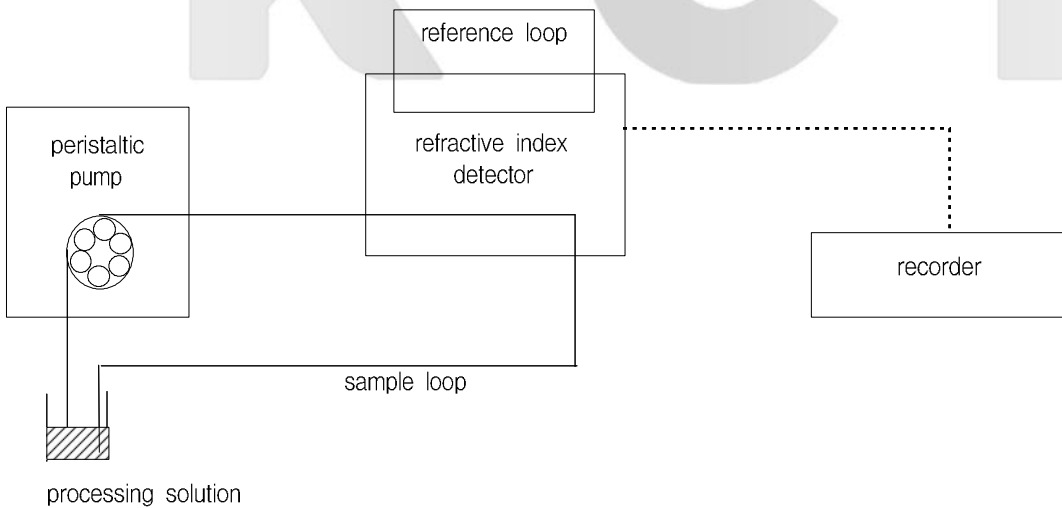 reference loop
peristaltic
pump
refractive index
detector
recorder
sample loop
processing solution